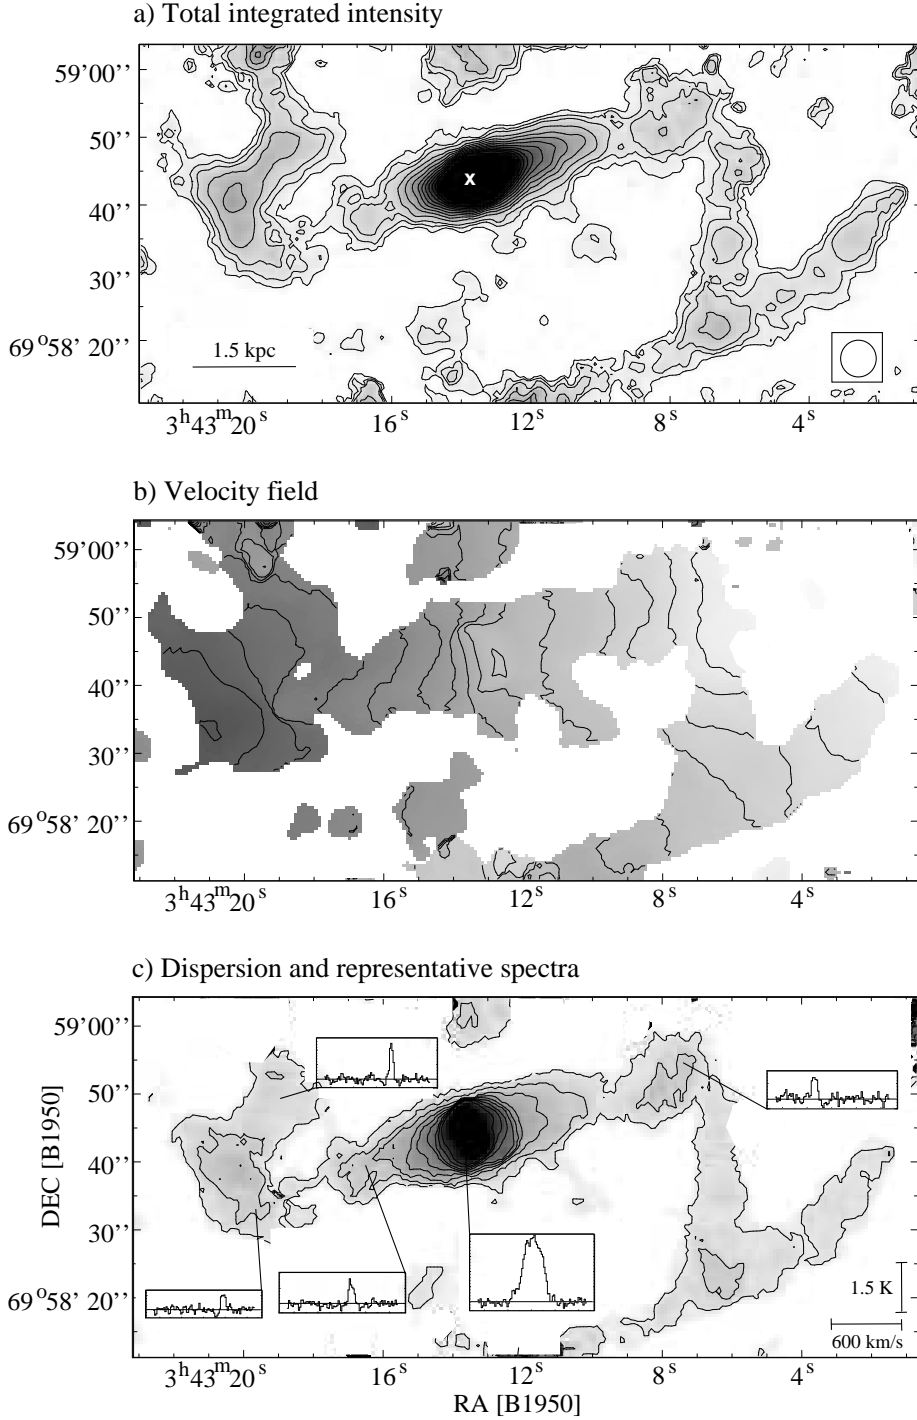 a) Total integrated intensity
59'00''
50''
x
40''
30''
69°58' 20''
1.5 kpc
3h43m20s
16s
12s
8s
4s
b) Velocity field
59'00''
50''
40''
30''
69°58' 20''
3h43m20s
16s
12s
8s
4s
c) Dispersion and representative spectra
59'00''
50''
40''
30''
69°58' 20''
DEC [B1950]
1.5 K
600 km/s
3h43m20s
16s
12s
8s
4s
RA [B1950]